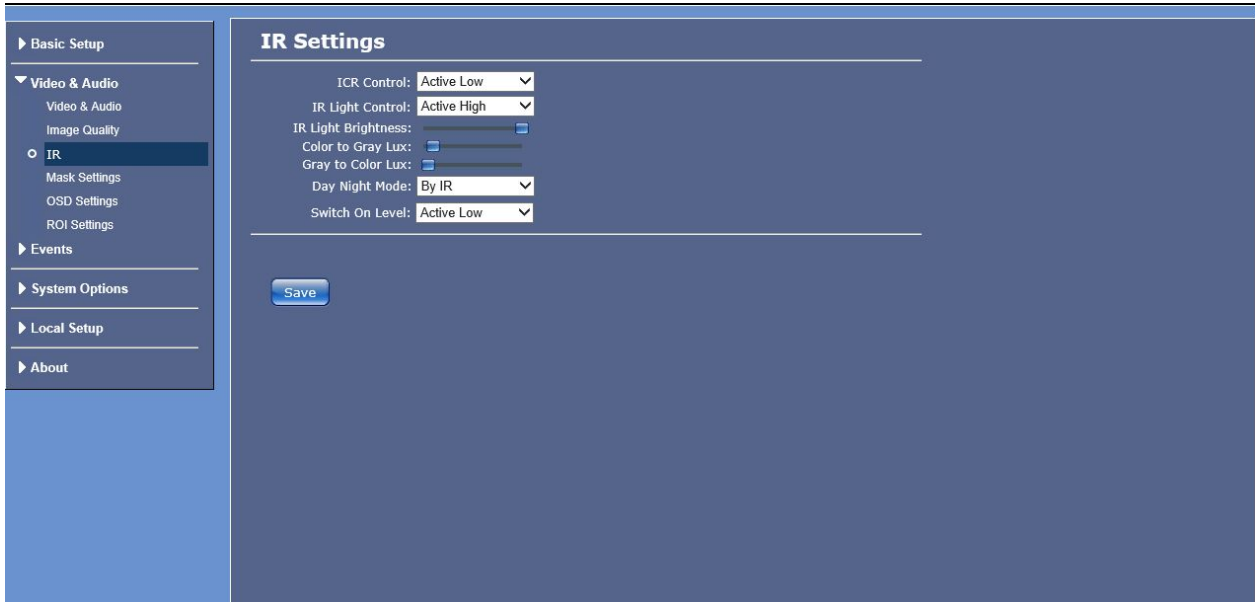 Basic Setup
Video & Audio
Video & Audio
Image Quality
IR
Mask Settings
OSD Settings
ROI Settings
Events
System Options
Local Setup
About
IR Settings
ICR Control: Active Low
IR Light Control: Active High
IR Light Brightness:
Color to Gray Lux:
Gray to Color Lux:
Day Night Mode: By IR
Switch On Level: Active Low
Save